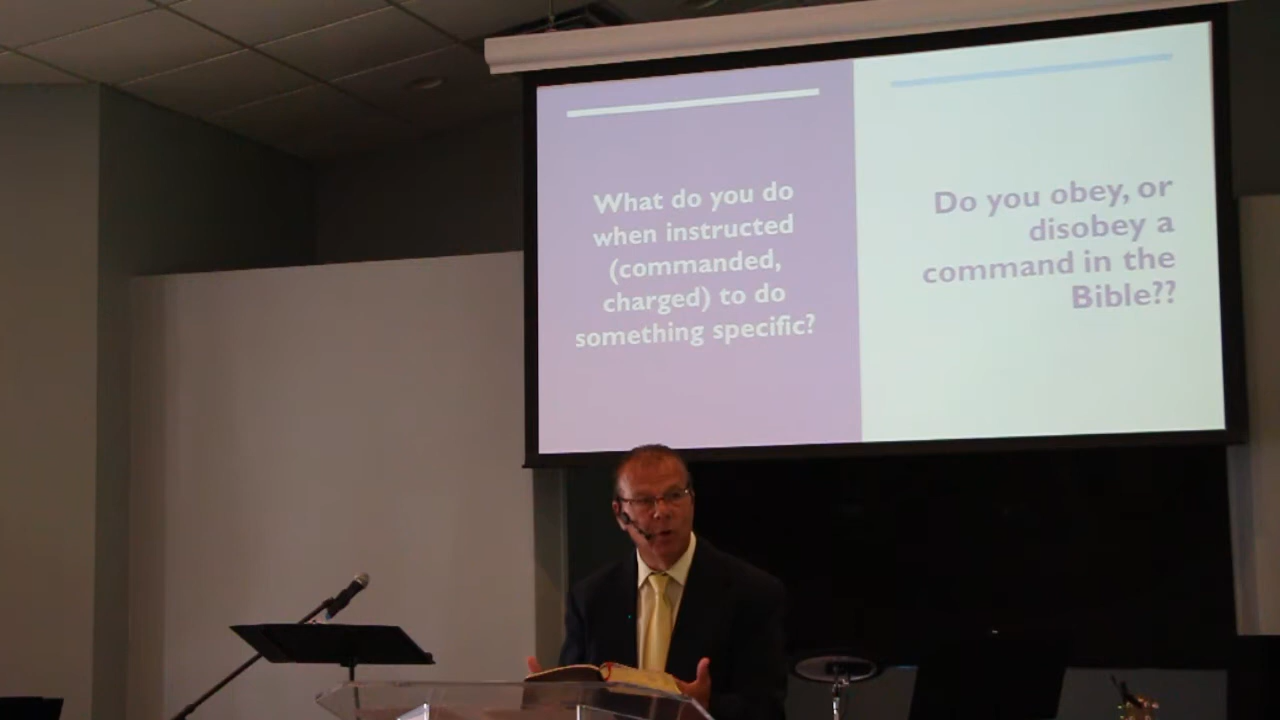 What do you do
when instructed
(commanded,
charged) to do
something specific?
Do you obey, or
disobey a
command in the
Bible??